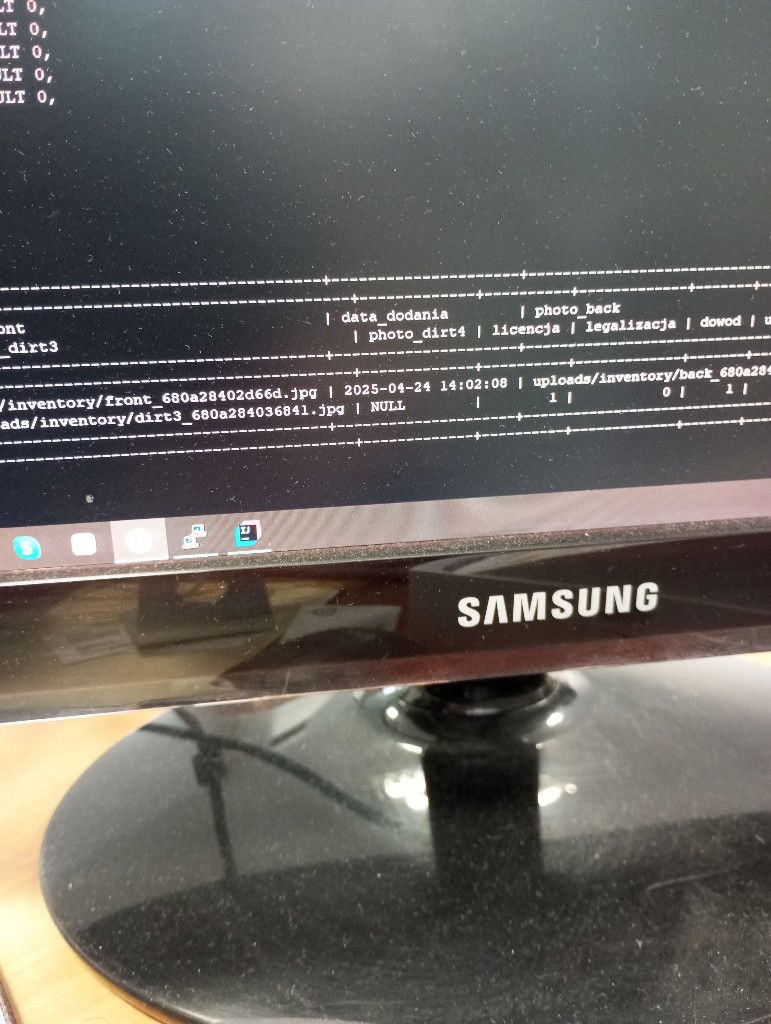 LT 0,
LT 0,
LT 0,
ULT 0,
ULT 0,
ont | data_dodania | photo_back
dirt3 | photo_dirt4 | licencja | legalizacja | dowod | u
/inventory/front_680a28402d66d.jpg | 2025-04-24 14:02:08 | uploads/inventory/back_680a284
ads/inventory/dirt3_680a284036841.jpg | NULL | 1 | 0 | 1 |
S
IJ
SAMSUNG